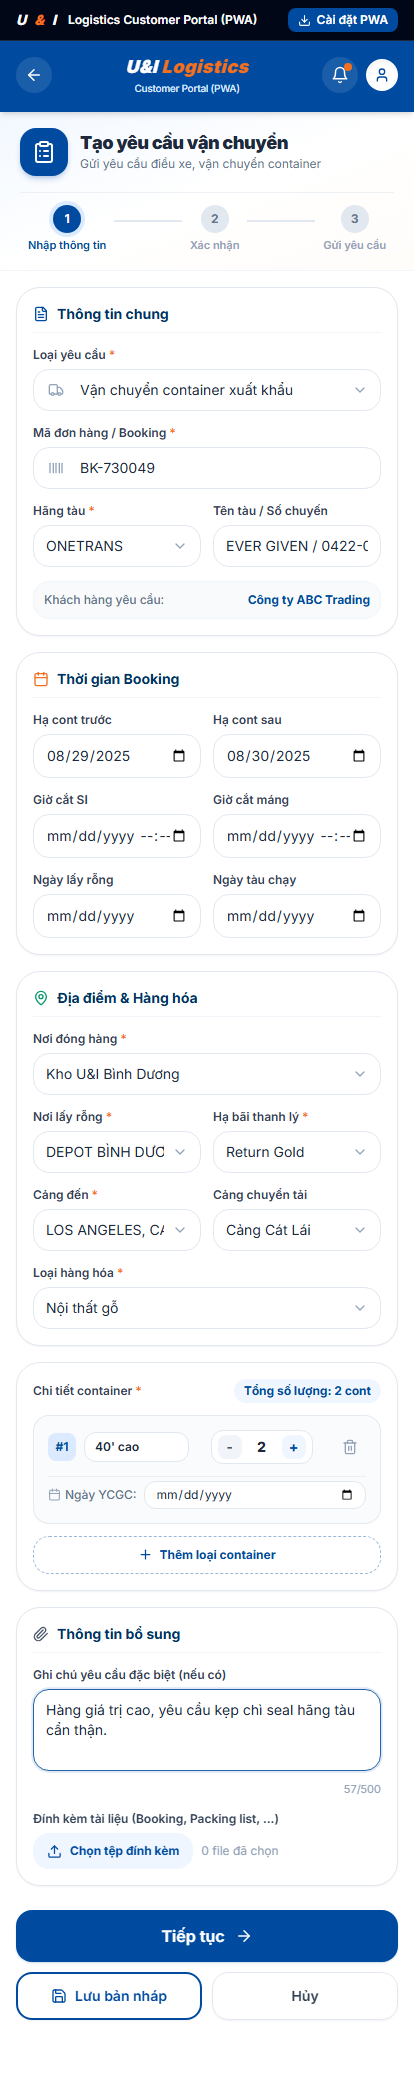 U & I Logistics Customer Portal (PWA) Cài đặt PWA
U&I Logistics
Customer Portal (PWA)
Tạo yêu cầu vận chuyển
Gửi yêu cầu điều xe, vận chuyển container
1 2 3
Nhập thông tin Xác nhận Gửi yêu cầu
Thông tin chung
Loại yêu cầu *
Vận chuyển container xuất khẩu
Mã đơn hàng / Booking *
BK-730049
Hãng tàu * Tên tàu / Số chuyến
ONETRANS EVER GIVEN / 0422-
Khách hàng yêu cầu: Công ty ABC Trading
Thời gian Booking
Hạ cont trước Hạ cont sau
08/29/2025 08/30/2025
Giờ cắt SI Giờ cắt máng
mm/dd/yyyy --:-- mm/dd/yyyy --:--
Ngày lấy rỗng Ngày tàu chạy
mm/dd/yyyy mm/dd/yyyy
Địa điểm & Hàng hóa
Nơi đóng hàng *
Kho U&I Bình Dương
Nơi lấy rỗng * Hạ bãi thanh lý *
DEPOT BÌNH DƯƠ Return Gold
Cảng đến * Cảng chuyển tải
LOS ANGELES, CA Cảng Cát Lái
Loại hàng hóa *
Nội thất gỗ
Chi tiết container * Tổng số lượng: 2 cont
#1 40' cao - 2 +
Ngày YCGC: mm/dd/yyyy
+ Thêm loại container
Thông tin bổ sung
Ghi chú yêu cầu đặc biệt (nếu có)
Hàng giá trị cao, yêu cầu kẹp chì seal hãng tàu
cẩn thận.
57/500
Đính kèm tài liệu (Booking, Packing list, ...)
Chọn tệp đính kèm 0 file đã chọn
Tiếp tục →
Lưu bản nháp Hủy